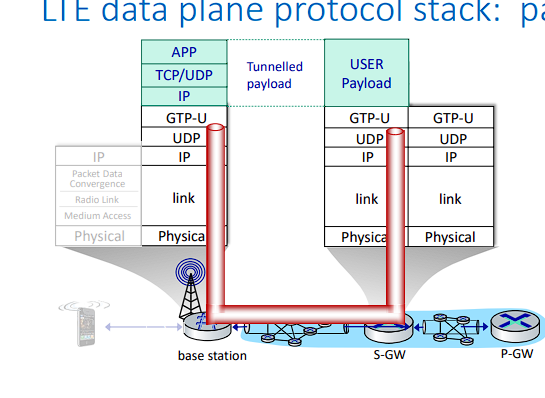 LTE data plane protocol stack: pa
APP
TCP/UDP
IP
Tunnelled
payload
USER
Payload
GTP-U
UDP
IP
link
Physical
IP
Packet Data
Convergence
Radio Link
Medium Access
Physical
GTP-U
UDP
IP
link
Physical
GTP-U
UDP
IP
link
Physical
base station
S-GW
P-GW